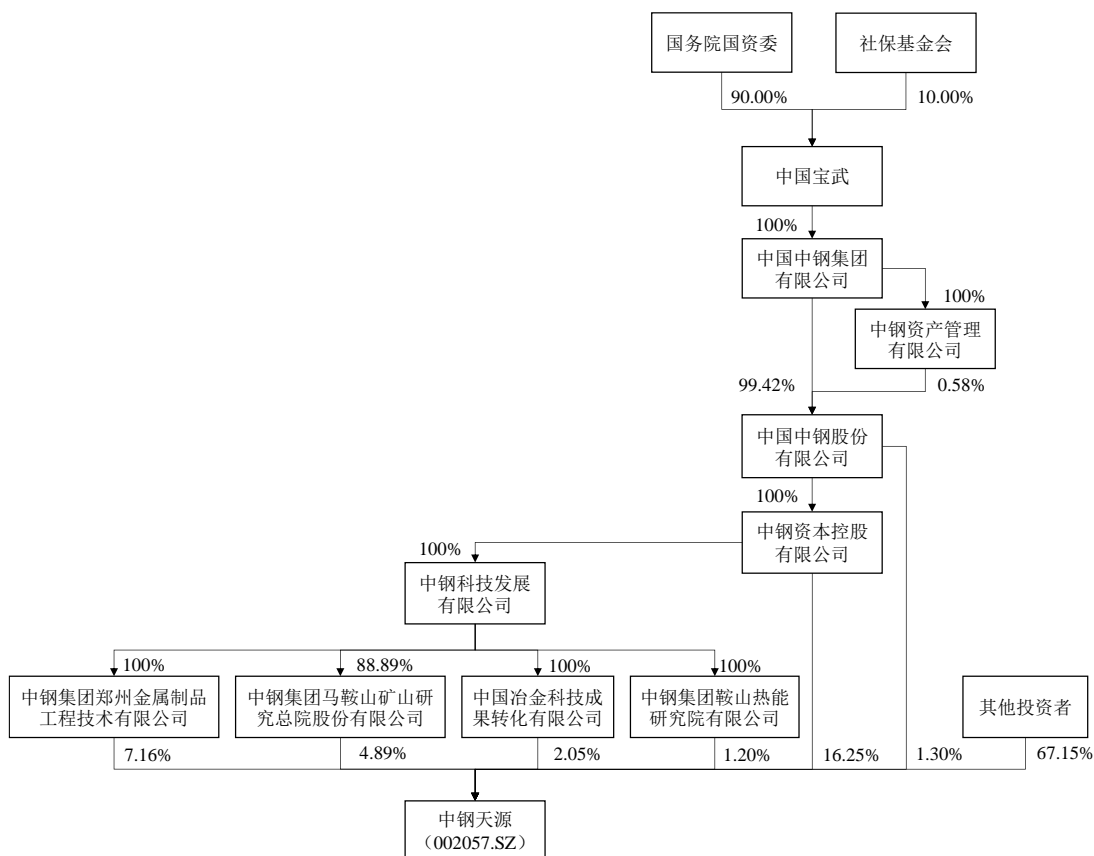 国务院国资委
社保基金会
90.00%
10.00%
中国宝武
100%
中国中钢集团
有限公司
100%
中钢资产管理
有限公司
99.42%
0.58%
中国中钢股份
有限公司
100%
中钢资本控股
有限公司
100%
中钢科技发展
有限公司
100%
88.89%
100%
100%
中钢集团郑州金属制品
工程技术有限公司
中钢集团马鞍山矿山研
究总院股份有限公司
中国冶金科技成
果转化有限公司
中钢集团鞍山热能
研究院有限公司
其他投资者
7.16%
4.89%
2.05%
1.20%
16.25%
1.30%
67.15%
中钢天源
（002057.SZ）